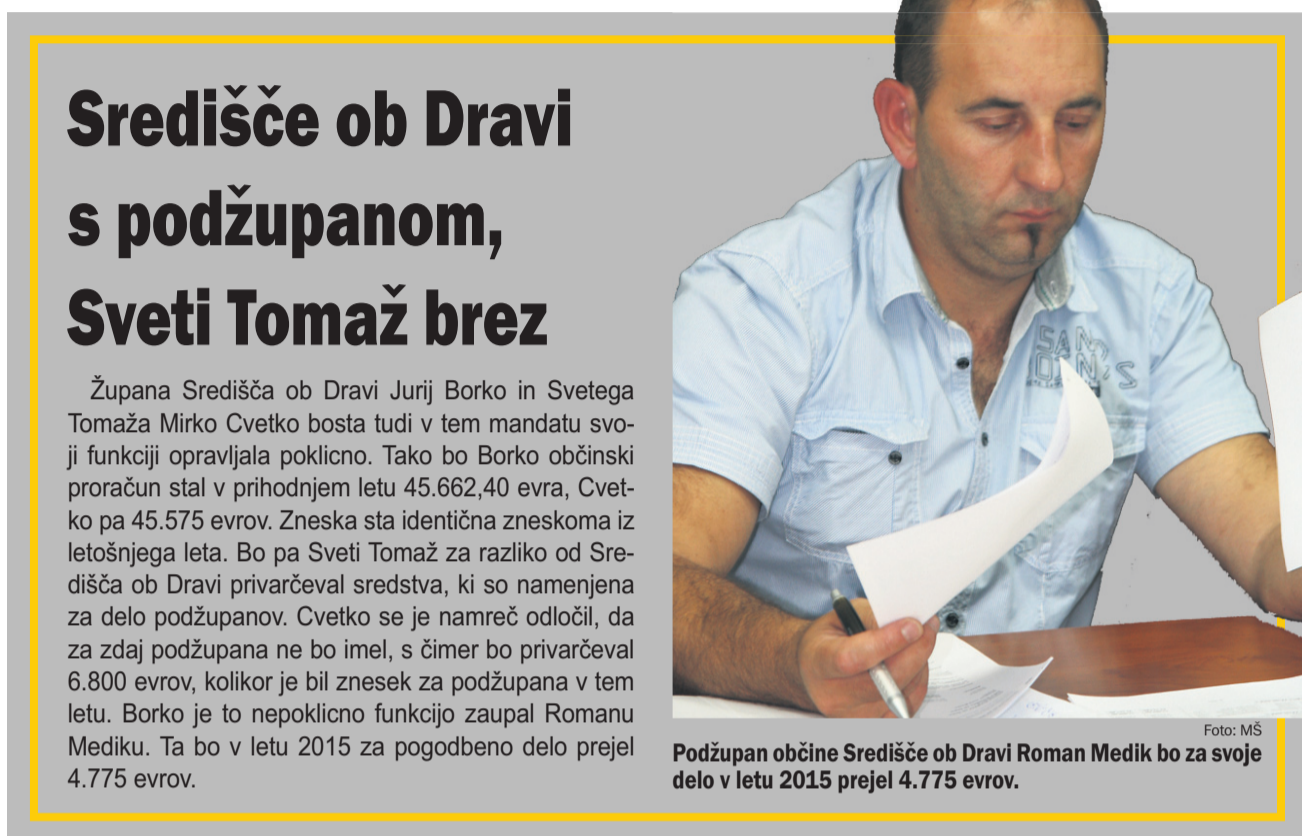 Središče ob Dravi
s podžupanom,
Sveti Tomaž brez
Župana Središča ob Dravi Jurij Borko in Svetega
Tomaža Mirko Cvetko bosta tudi v tem mandatu svo-
ji funkciji opravljala poklicno. Tako bo Borko občinski
proračun stal v prihodnjem letu 45.662,40 evra, Cvet-
ko pa 45.575 evrov. Zneska sta identična zneskoma iz
letošnjega leta. Bo pa Sveti Tomaž za razliko od Sre-
dišča ob Dravi privarčeval sredstva, ki so namenjena
za delo podžupanov. Cvetko se je namreč odločil, da
za zdaj podžupana ne bo imel, s čimer bo privarčeval
6.800 evrov, kolikor je bil znesek za podžupana v tem
letu. Borko je to nepoklicno funkcijo zaupal Romanu
Mediku. Ta bo v letu 2015 za pogodbeno delo prejel
4.775 evrov.
Foto: MŠ
Podžupan občine Središče ob Dravi Roman Medik bo za svoje
delo v letu 2015 prejel 4.775 evrov.